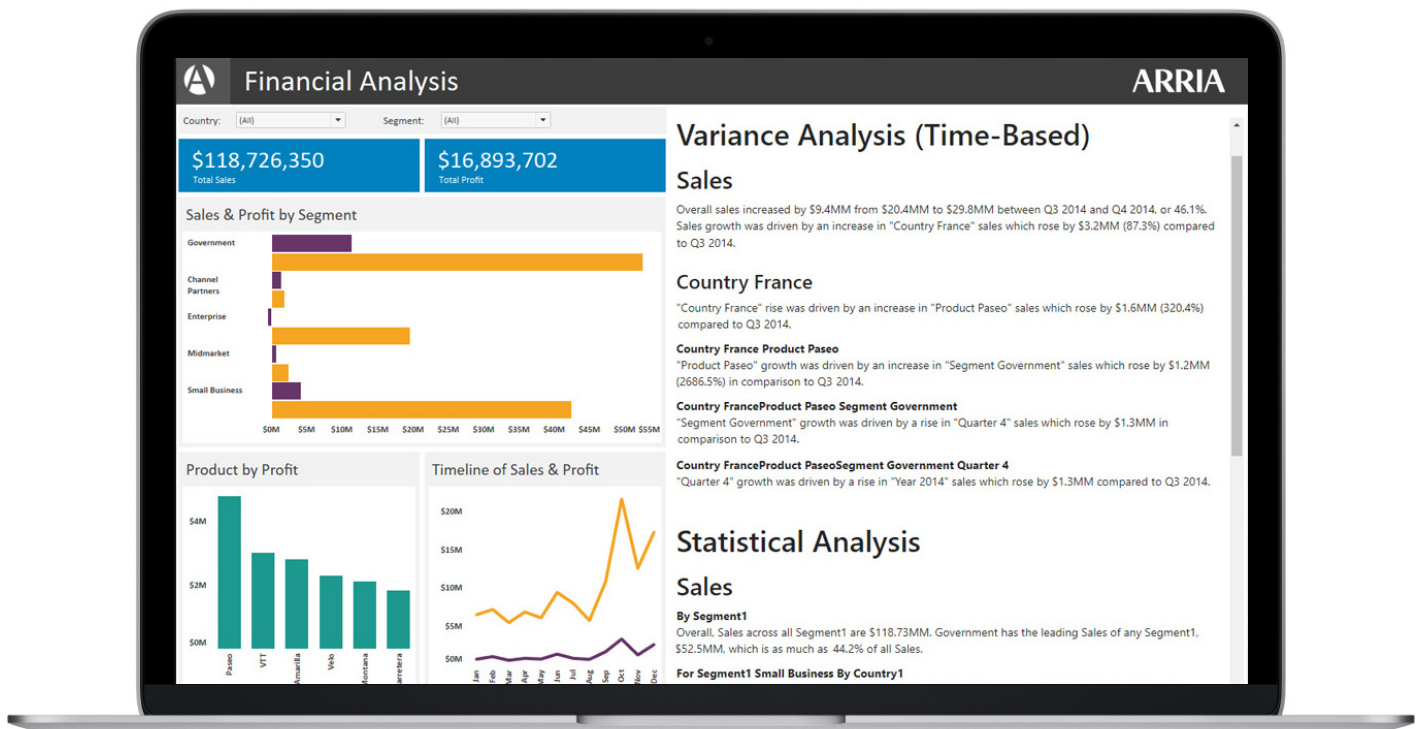 Financial Analysis
ARRIA
Country:
(All)
Segment:
(All)
$118,726,350
Total Sales
$16,893,702
Total Profit
Sales & Profit by Segment
Government
Channel
Partners
Enterprise
Midmarket
Small Business
$0M $5M $10M $15M $20M $25M $30M $35M $40M $45M $50M $55M
Product by Profit
$4M
$2M
$0M
Paseo
VTT
Amarilla
Velo
Montana
arretera
Timeline of Sales & Profit
$20M
$15M
$10M
$5M
$0M
Jan
Feb
Mar
Apr
May
Jun
Jul
Aug
Sep
Oct
Nov
Dec
Variance Analysis (Time-Based)
Sales
Overall sales increased by $9.4MM from $20.4MM to $29.8MM between Q3 2014 and Q4 2014, or 46.1%.
Sales growth was driven by an increase in "Country France" sales which rose by $3.2MM (87.3%) compared
to Q3 2014.
Country France
"Country France" rise was driven by an increase in "Product Paseo" sales which rose by $1.6MM (320.4%)
compared to Q3 2014.
Country France Product Paseo
"Product Paseo" growth was driven by an increase in "Segment Government" sales which rose by $1.2MM
(2686.5%) in comparison to Q3 2014.
Country FranceProduct Paseo Segment Government
"Segment Government" growth was driven by a rise in "Quarter 4" sales which rose by $1.3MM in
comparison to Q3 2014.
Country FranceProduct PaseoSegment Government Quarter 4
"Quarter 4" growth was driven by a rise in "Year 2014" sales which rose by $1.3MM compared to Q3 2014.
Statistical Analysis
Sales
By Segment1
Overall, Sales across all Segment1 are $118.73MM. Government has the leading Sales of any Segment1,
$52.5MM, which is as much as 44.2% of all Sales.
For Segment1 Small Business By Country1